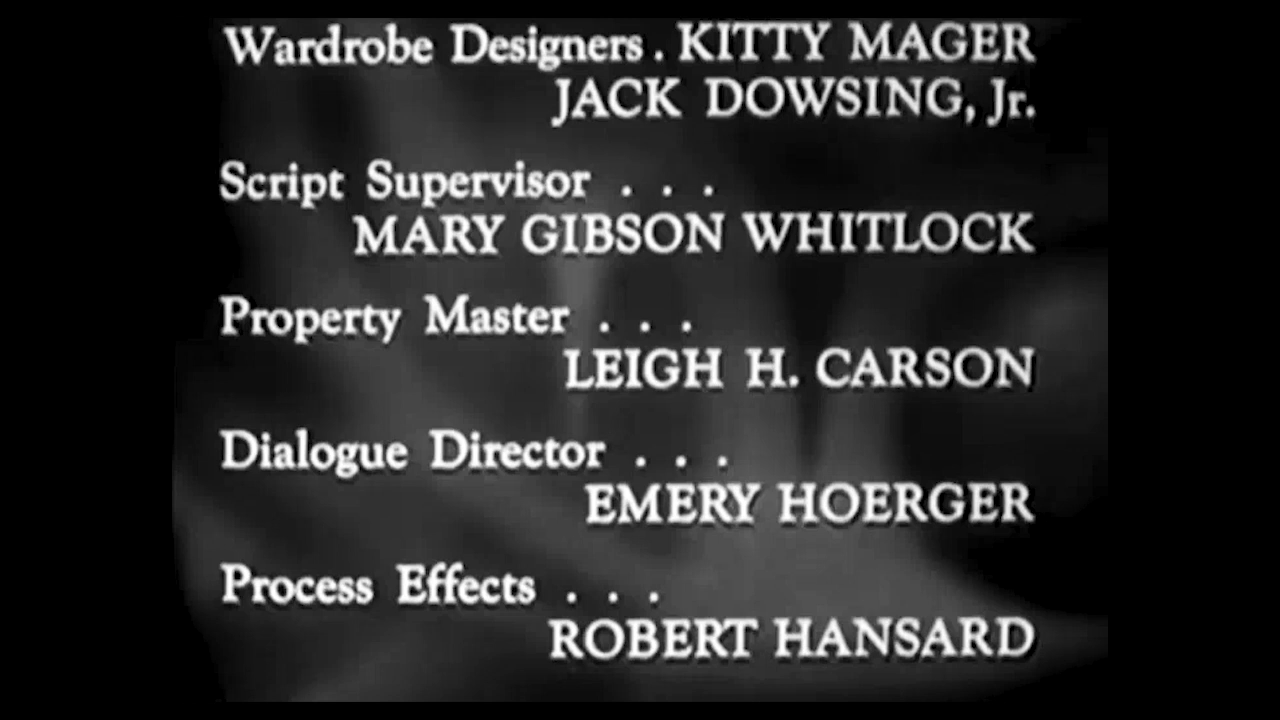 Wardrobe Designers . KITTY MAGER
JACK DOWSING, Jr.
Script Supervisor . . .
MARY GIBSON WHITLOCK
Property Master . . .
LEIGH H. CARSON
Dialogue Director . . .
EMERY HOERGER
Process Effects . . .
ROBERT HANSARD